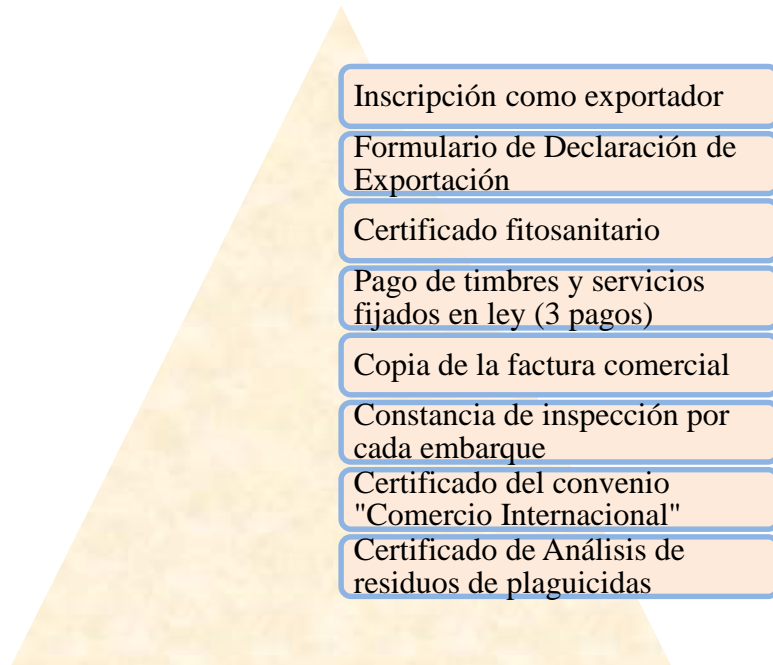 Inscripción como exportador
Formulario de Declaración de
Exportación
Certificado fitosanitario
Pago de timbres y servicios
fijados en ley (3 pagos)
Copia de la factura comercial
Constancia de inspección por
cada embarque
Certificado del convenio
"Comercio Internacional"
Certificado de Análisis de
residuos de plaguicidas